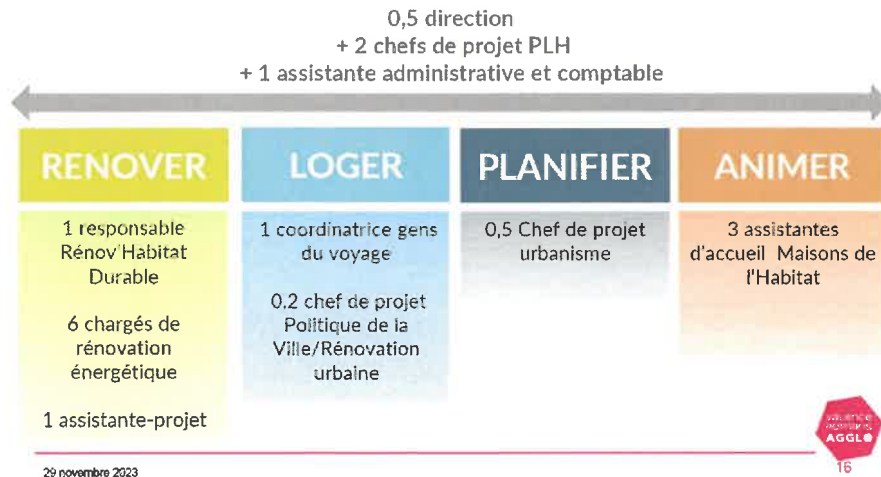 0,5 direction
+ 2 chefs de projet PLH
+ 1 assistante administrative et comptable
RENOVER
LOGER
PLANIFIER
ANIMER
1 responsable
Rénov'Habitat
Durable
6 chargés de
rénovation
énergétique
1 assistante-projet
1 coordinatrice gens
du voyage
0,2 chef de projet
Politique de la
Ville/Rénovation
urbaine
0,5 Chef de projet
urbanisme
3 assistantes
d'accueil Maisons de
l'Habitat
valence
romans
AGGLO
29 novembre 2023
16